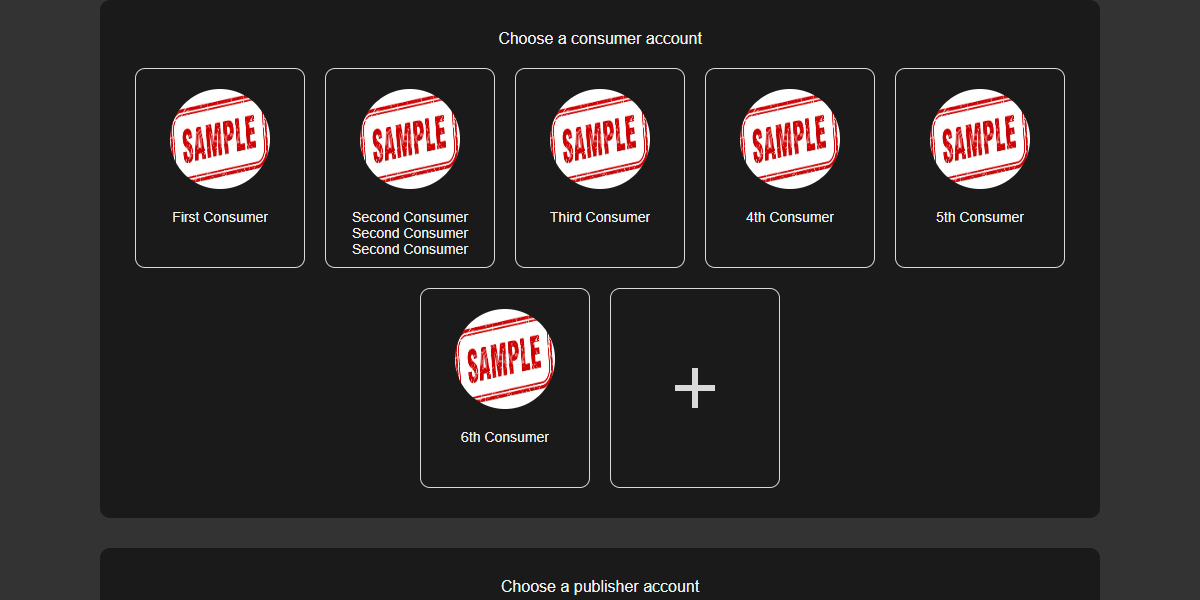 Choose a consumer account
SAMPLE
SAMPLE
SAMPLE
SAMPLE
SAMPLE
First Consumer
Second Consumer
Second Consumer
Second Consumer
Third Consumer
4th Consumer
5th Consumer
SAMPLE
6th Consumer
Choose a publisher account